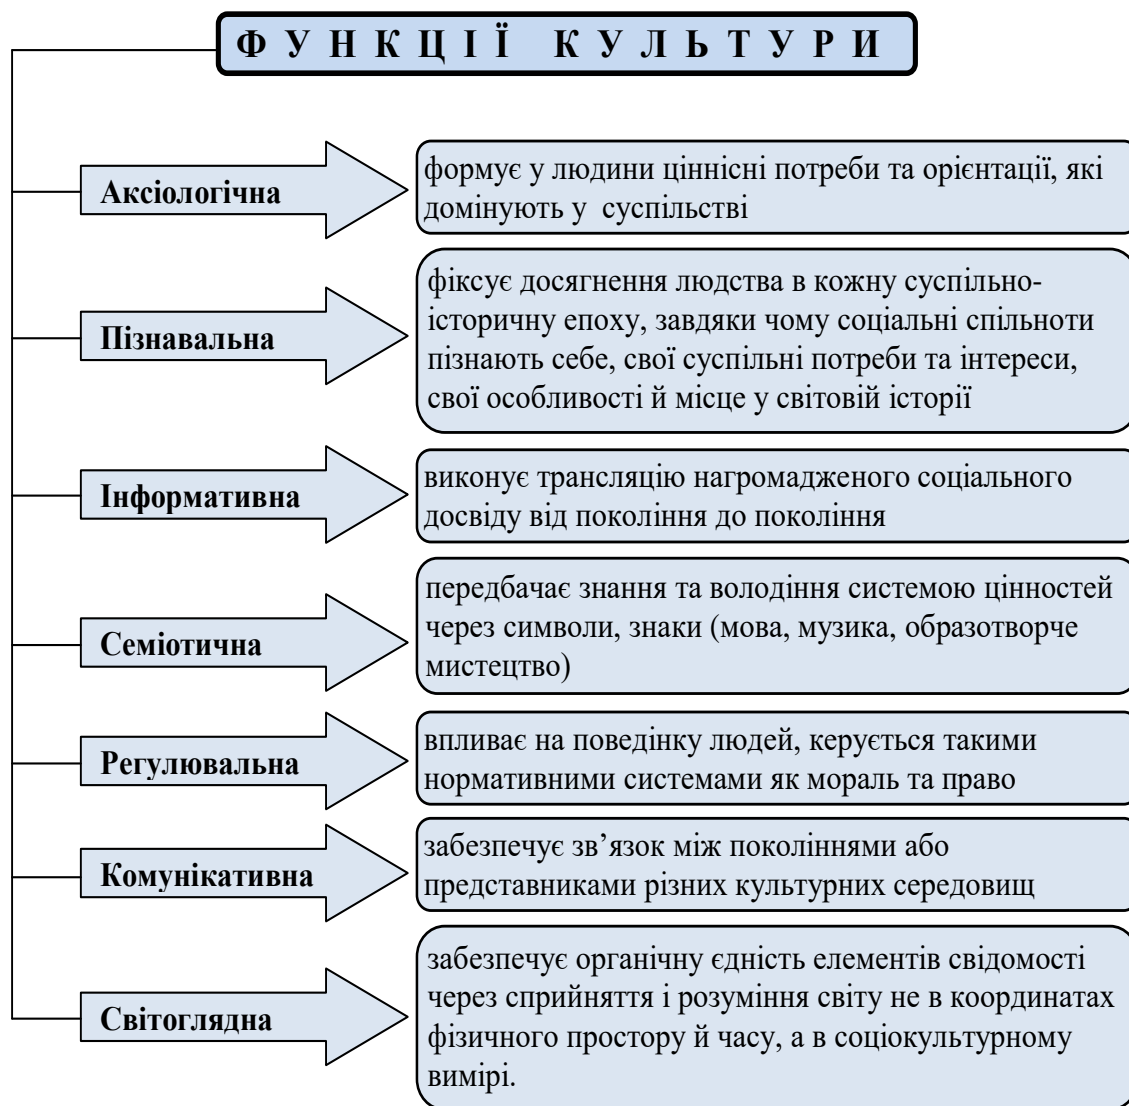 ФУНКЦІЇ КУЛЬТУРИ
Аксіологічна
формує у людини ціннісні потреби та орієнтації, які
домінують у суспільстві
Пізнавальна
фіксує досягнення людства в кожну суспільно-
історичну епоху, завдяки чому соціальні спільноти
пізнають себе, свої суспільні потреби та інтереси,
свої особливості й місце у світовій історії
Інформативна
виконує трансляцію нагромадженого соціального
досвіду від покоління до покоління
Семіотична
передбачає знання та володіння системою цінностей
через символи, знаки (мова, музика, образотворче
мистецтво)
Регулювальна
впливає на поведінку людей, керується такими
нормативними системами як мораль та право
Комунікативна
забезпечує зв’язок між поколіннями або
представниками різних культурних середовищ
Світоглядна
забезпечує органічну єдність елементів свідомості
через сприйняття і розуміння світу не в координатах
фізичного простору й часу, а в соціокультурному
вимірі.